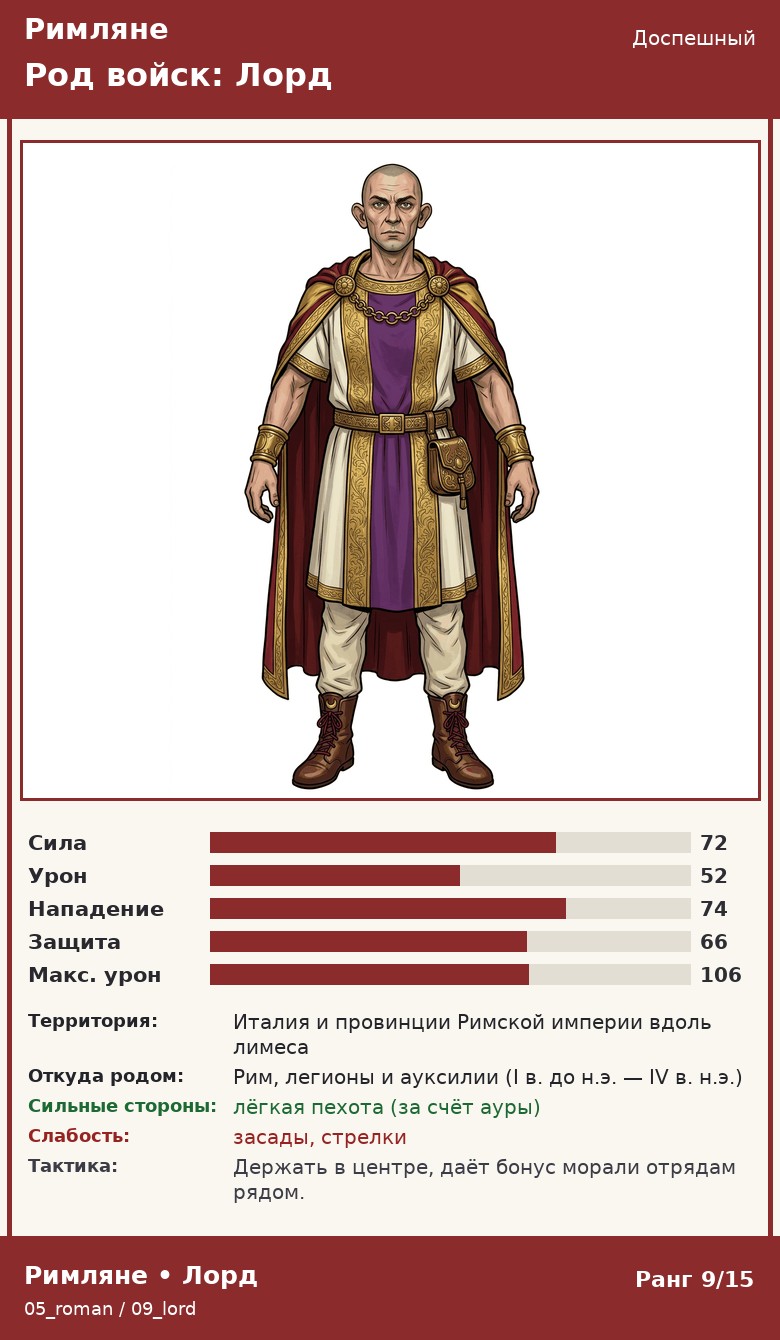 Римляне
Доспешный
Род войск: Лорд
Сила 72
Урон 52
Нападение 74
Защита 66
Макс. урон 106
Территория: Италия и провинции Римской империи вдоль
лимеса
Откуда родом: Рим, легионы и ауксилии (I в. до н.э. — IV в. н.э.)
Сильные стороны: лёгкая пехота (за счёт ауры)
Слабость: засады, стрелки
Тактика: Держать в центре, даёт бонус морали отрядам
рядом.
Римляне • Лорд
Ранг 9/15
05_roman / 09_lord